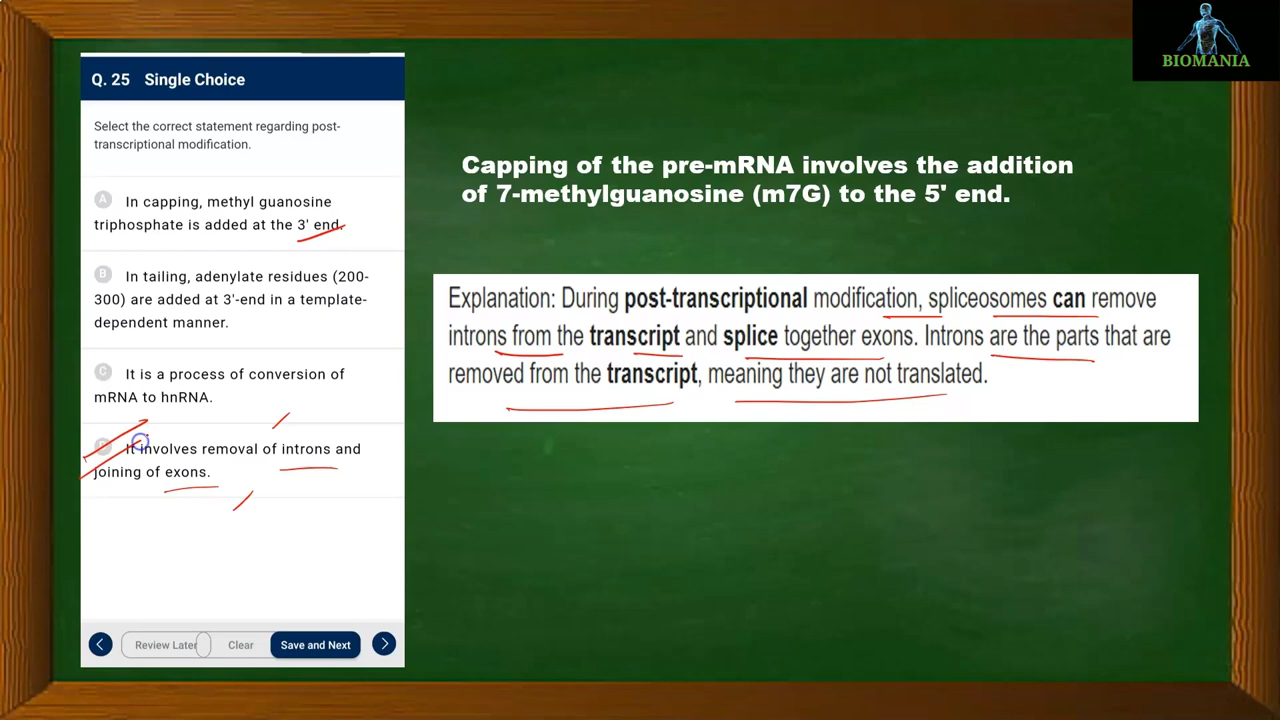 BIOMANIA
Q. 25 Single Choice
Select the correct statement regarding post-
transcriptional modification.
A In capping, methyl guanosine
triphosphate is added at the 3' end.
B In tailing, adenylate residues (200-
300) are added at 3'-end in a template-
dependent manner.
C It is a process of conversion of
mRNA to hnRNA.
It involves removal of introns and
joining of exons.
Review Later Clear Save and Next
Capping of the pre-mRNA involves the addition
of 7-methylguanosine (m7G) to the 5' end.
Explanation: During post-transcriptional modification, spliceosomes can remove
introns from the transcript and splice together exons. Introns are the parts that are
removed from the transcript, meaning they are not translated.